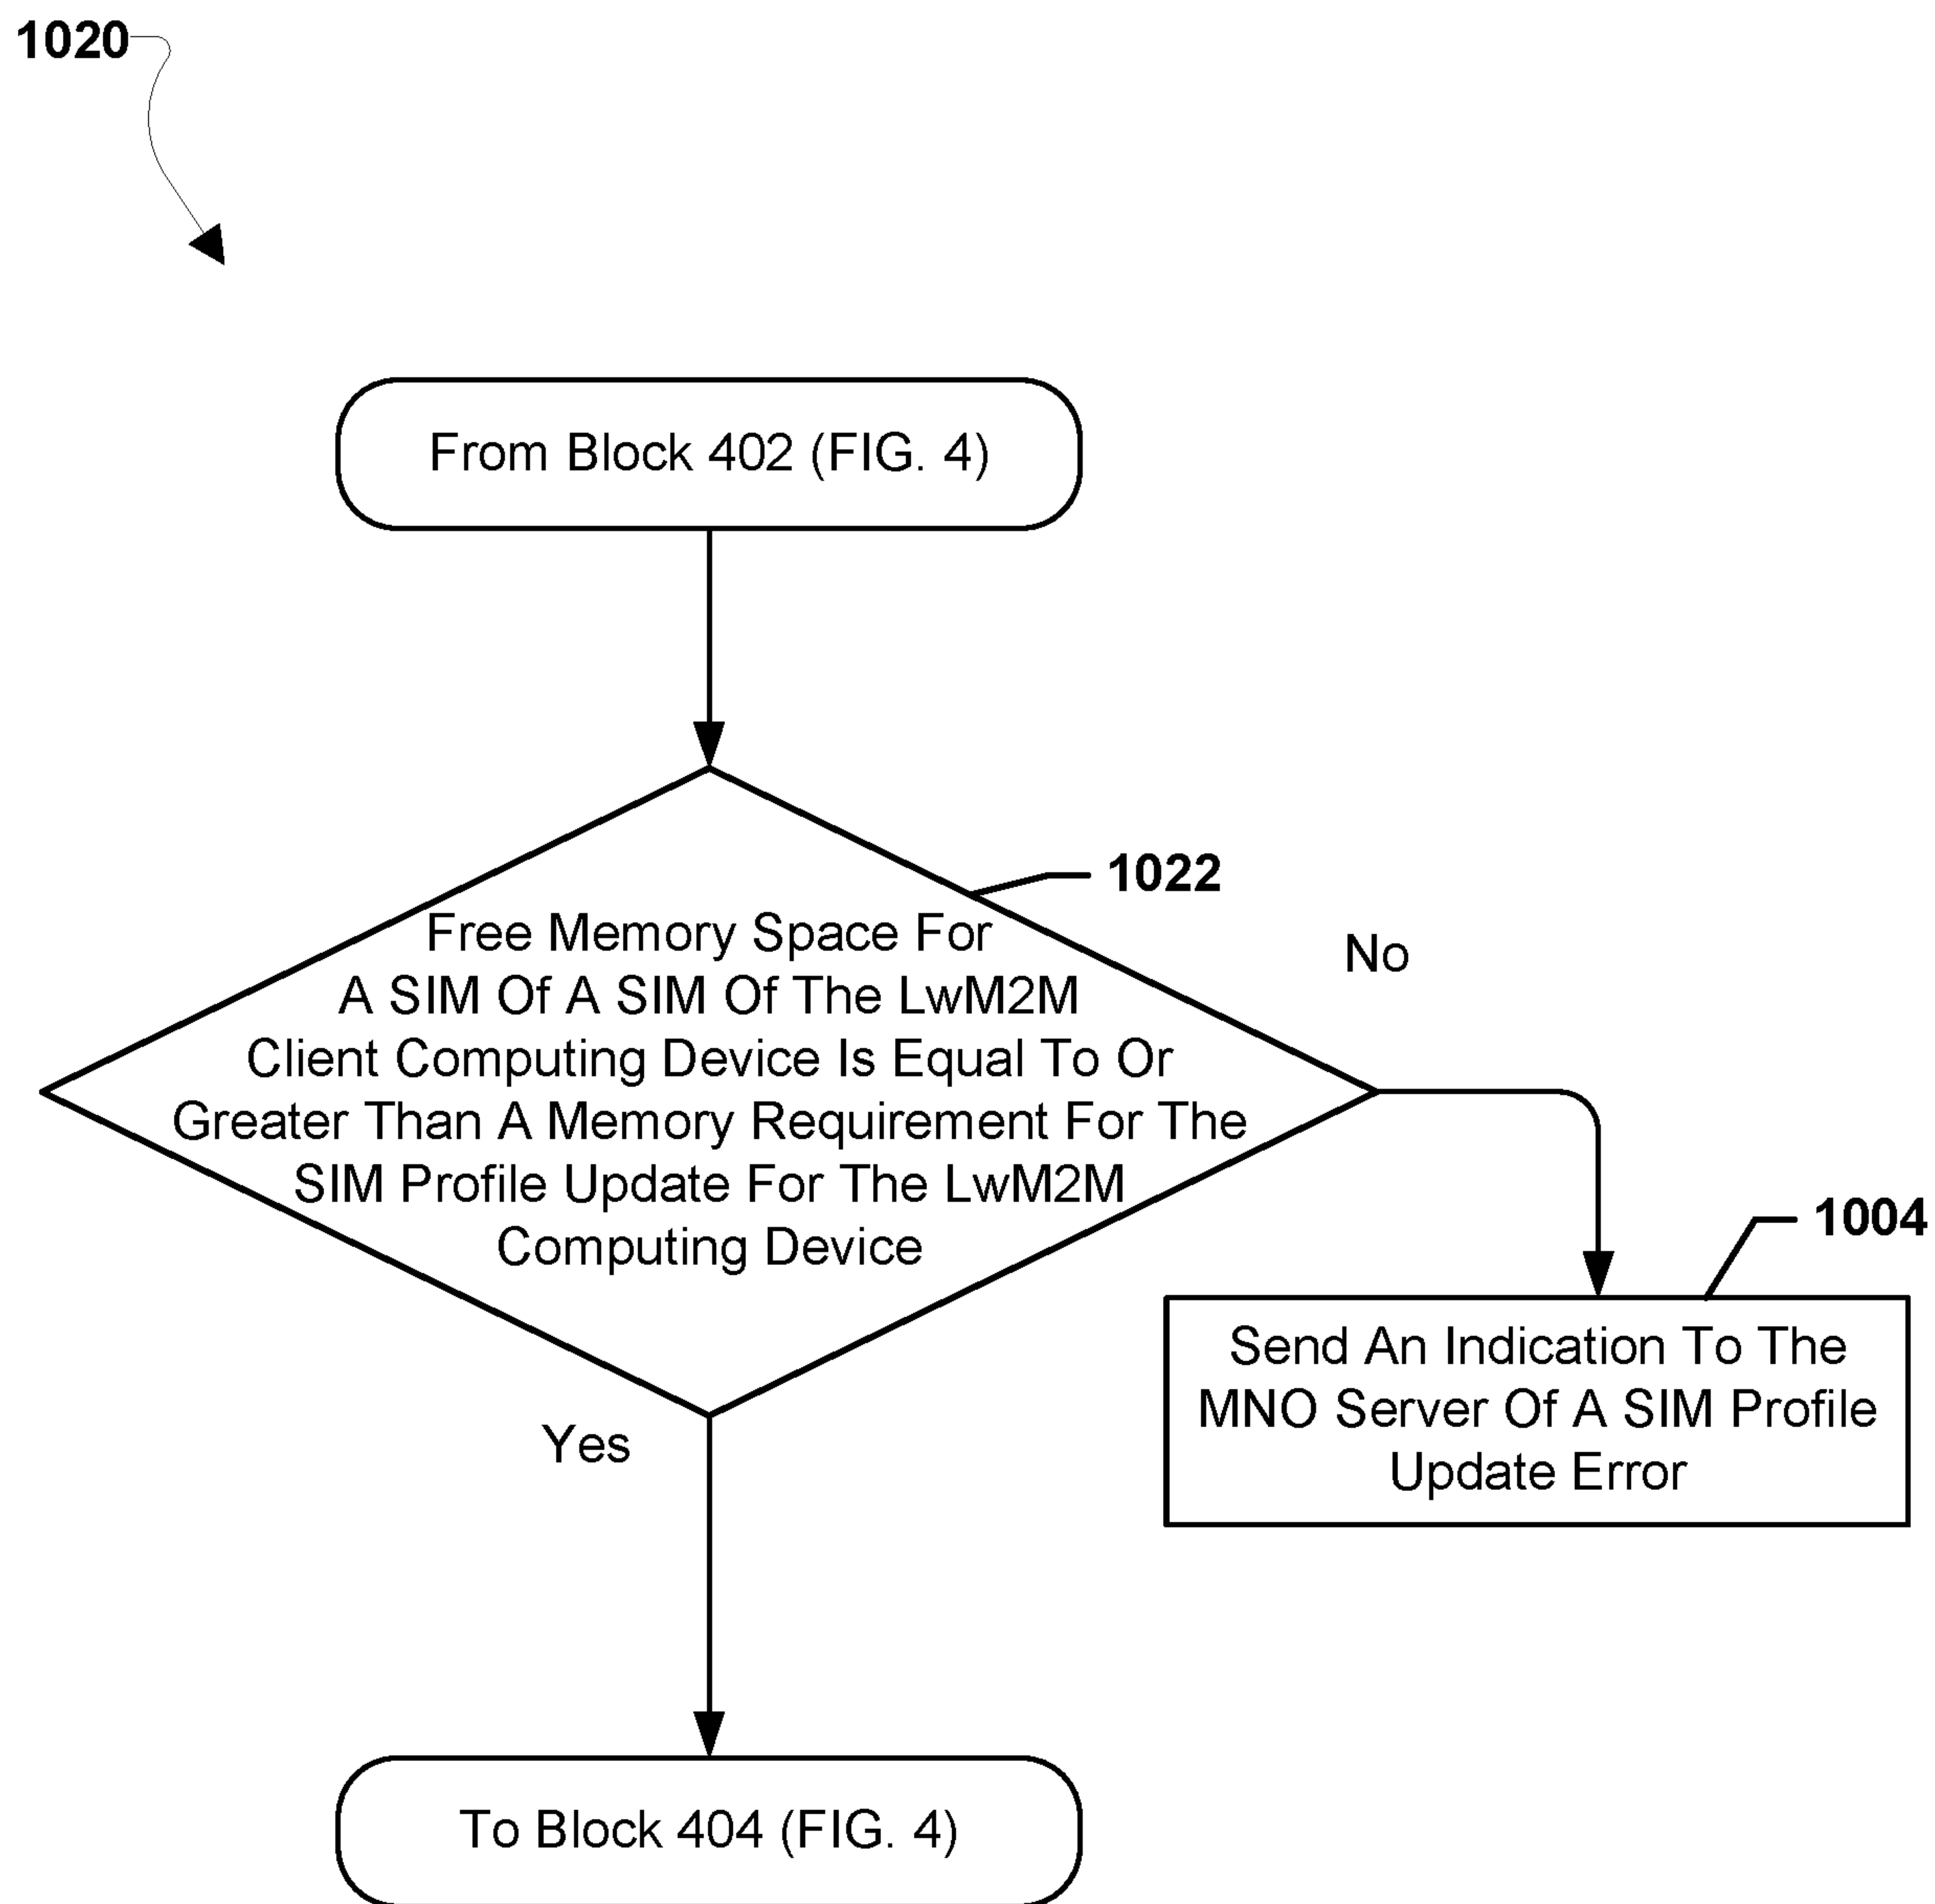 1020
From Block 402 (FIG. 4)
1022
Free Memory Space For
A SIM Of A SIM Of The LwM2M
Client Computing Device Is Equal To Or
Greater Than A Memory Requirement For The
SIM Profile Update For The LwM2M
Computing Device
No
1004
Send An Indication To The
MNO Server Of A SIM Profile
Update Error
Yes
To Block 404 (FIG. 4)